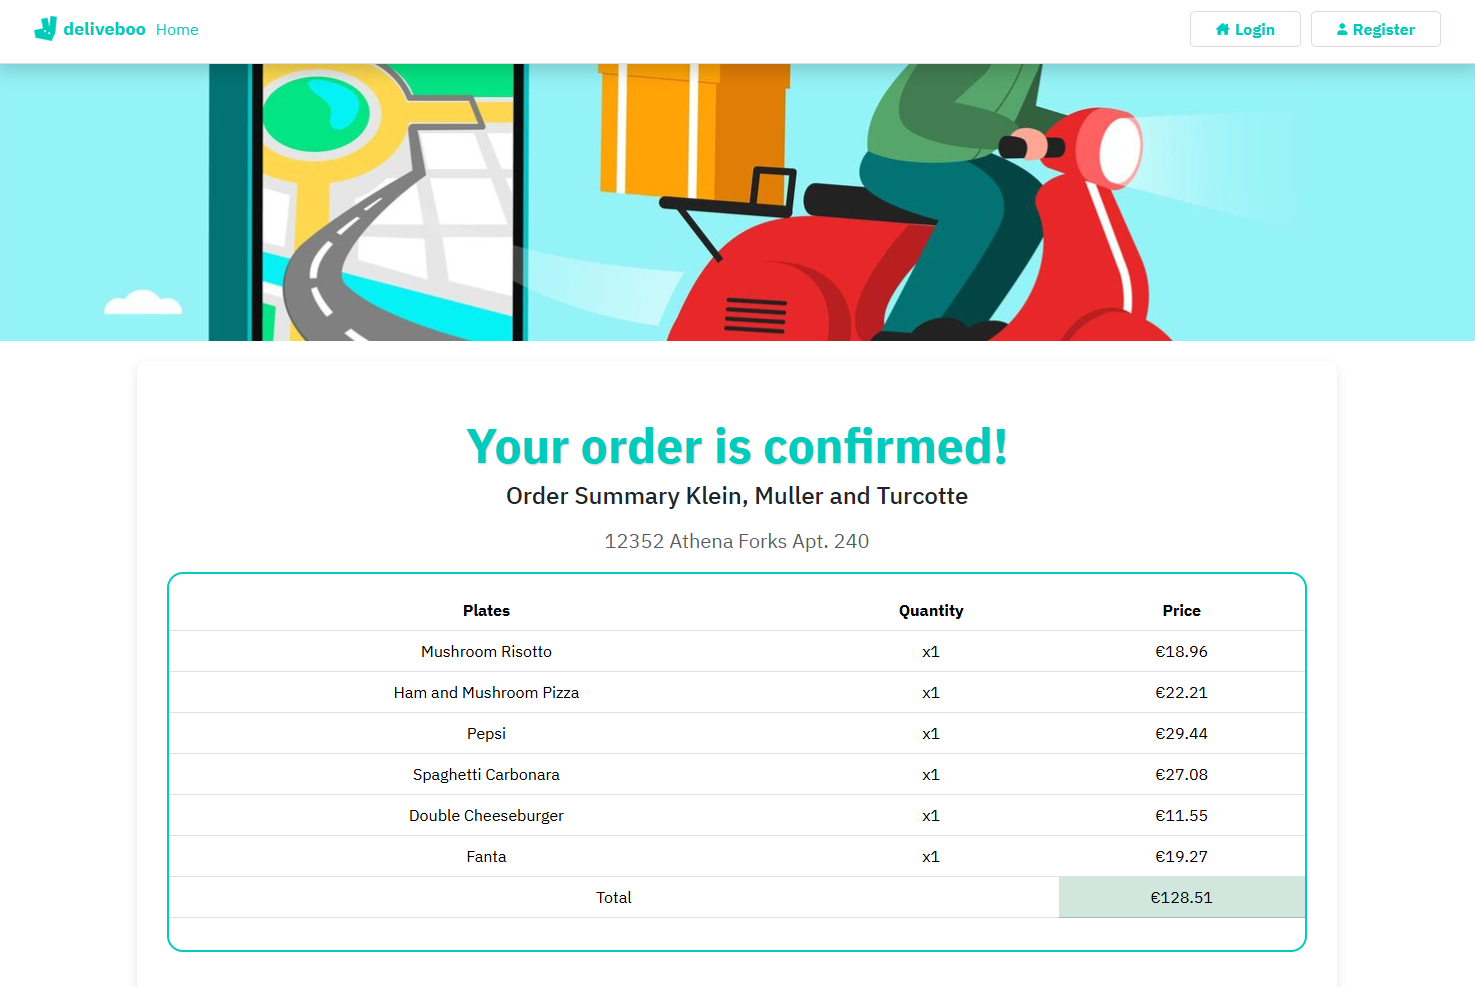 deliveboo Home Login Register
Your order is confirmed!
Order Summary Klein, Muller and Turcotte
12352 Athena Forks Apt. 240
Plates Quantity Price
Mushroom Risotto x1 €18.96
Ham and Mushroom Pizza x1 €22.21
Pepsi x1 €29.44
Spaghetti Carbonara x1 €27.08
Double Cheeseburger x1 €11.55
Fanta x1 €19.27
Total €128.51